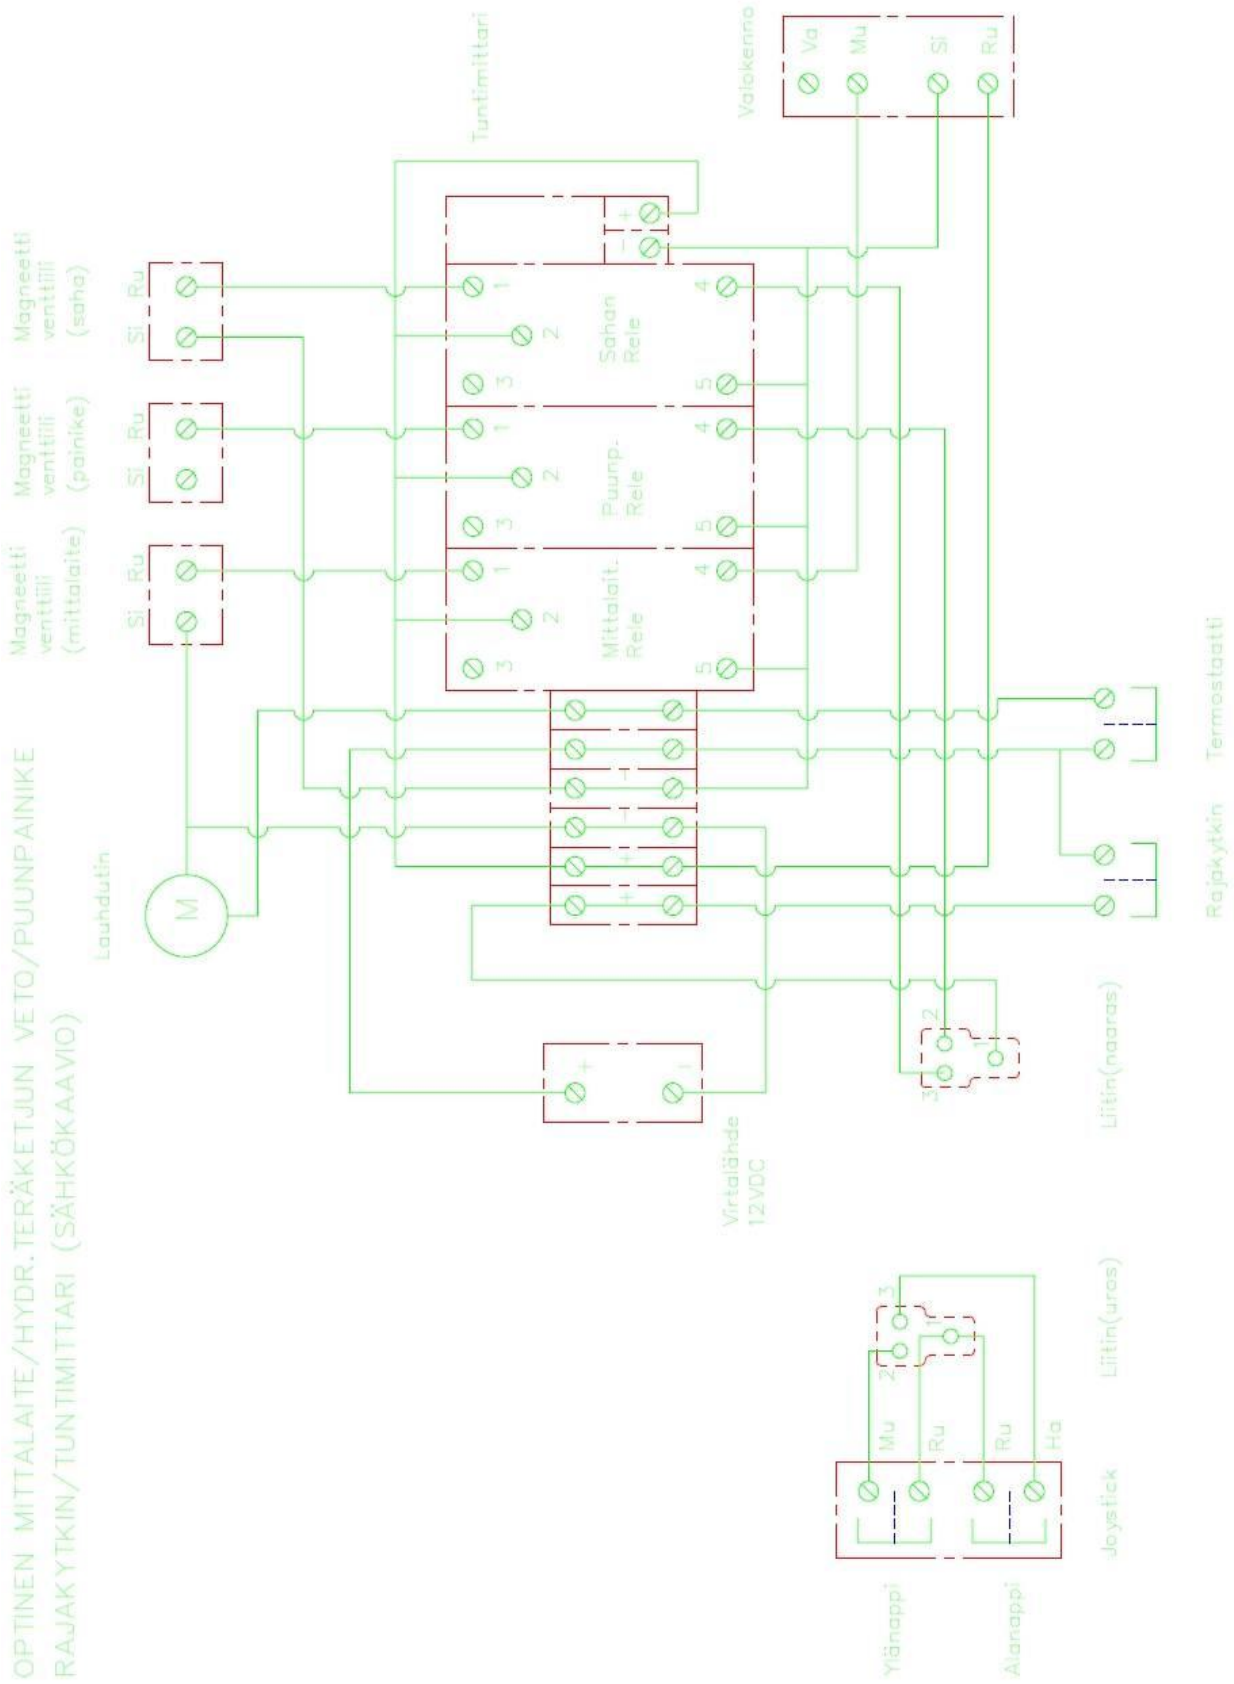 OPTINEN MITTALAITE/HYDR.TERÄKETJUN VETO/PUUNPAINIKE
RAJAKYTKIN/TUNTIMITTARI (SÄHKÖKAAVIO)
Lauhdutin
M
Magneetti
venttiili
(mittalaite)
Si Ru
Magneetti
venttiili
(painike)
Si Ru
Magneetti
venttiili
(saha)
Si Ru
Tuntimittari
- +
3 2 1
Mittalait.
Rele
5 4
3 2 1
Puunp.
Rele
5 4
3 2 1
Sahan
Rele
5 4
+ + - -
Valokenno
Va
Mu
Si
Ru
+
-
Virtalähde
12VDC
3 2
1
Liitin(naaras)
Rajakytkin
Termostaatti
2 3
1
Liitin(uros)
Mu
Ru
Ru
Ha
Joystick
Ylänappi
Alanappi